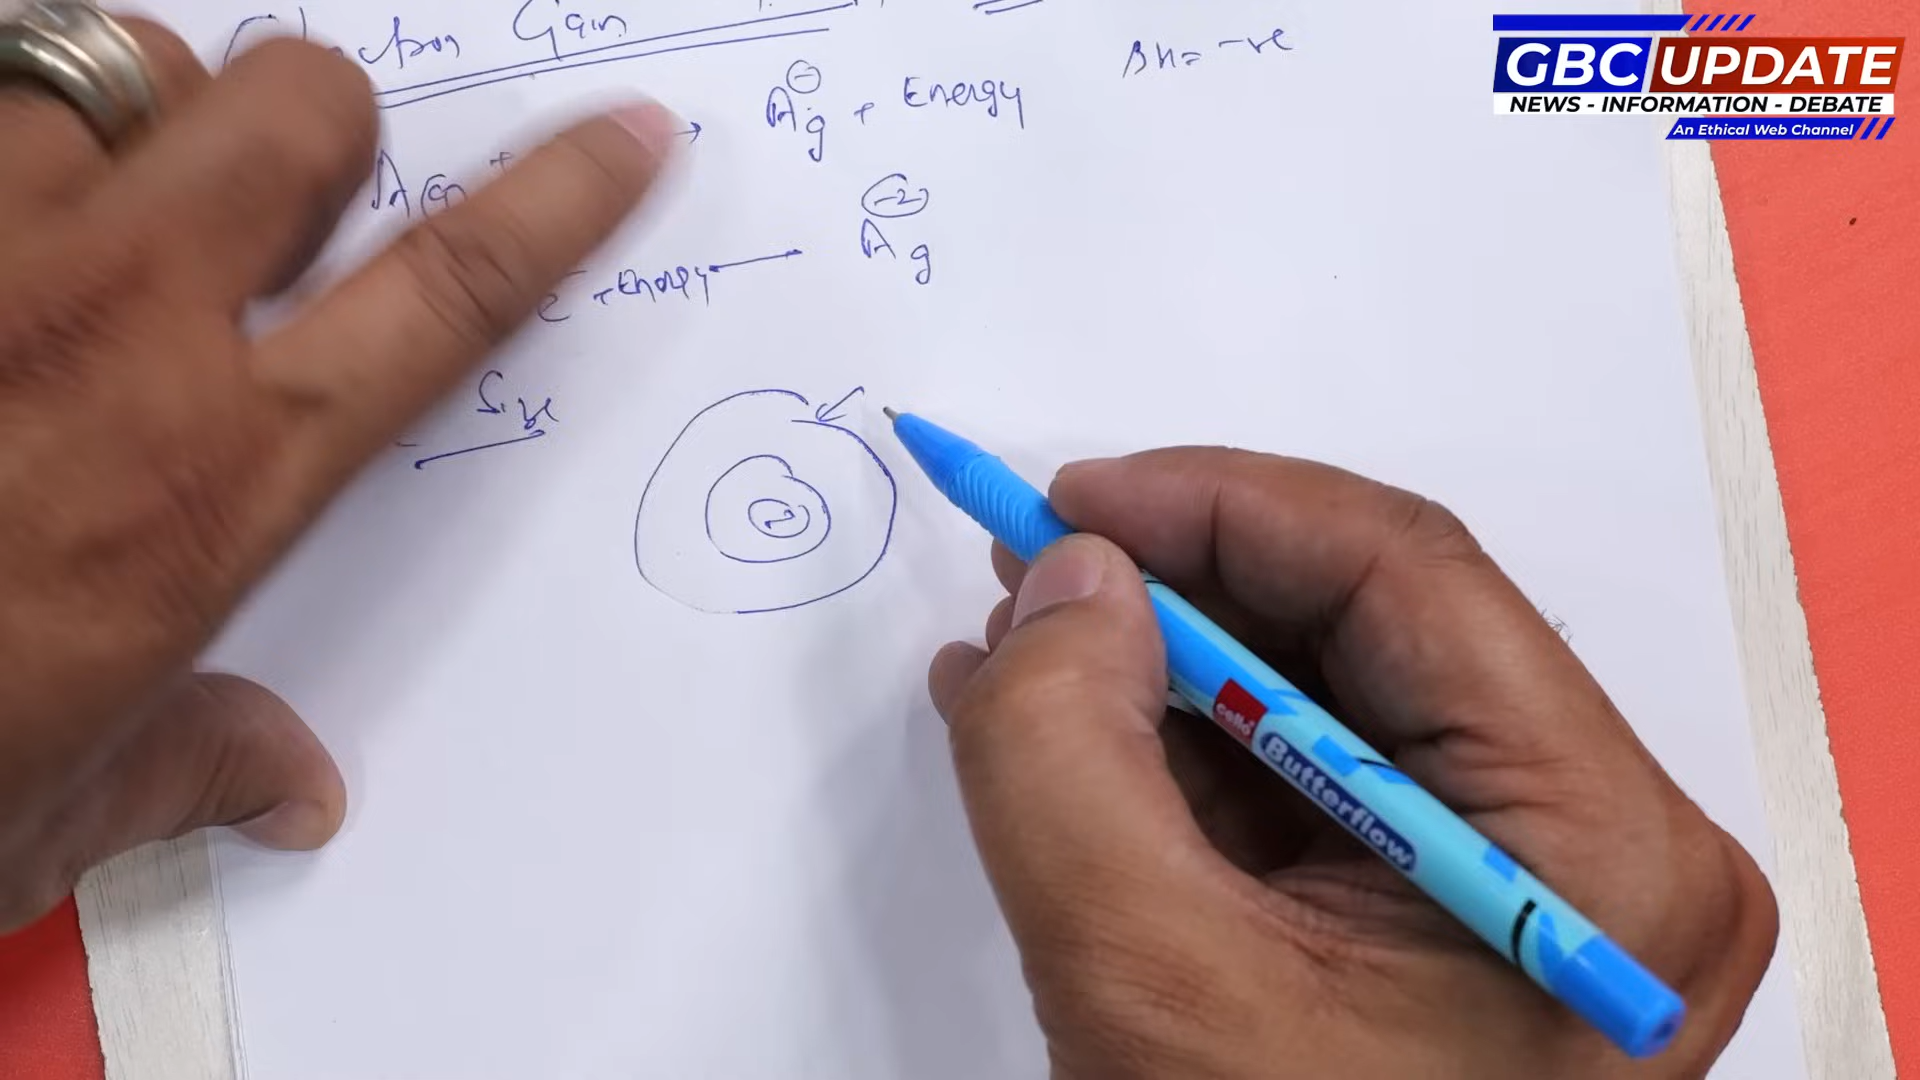 Gain
ΔH= -ve
A(g) + → A⁻g + Energy
e⁻ + Energy → A⁻²g
Size
GBC UPDATE
NEWS - INFORMATION - DEBATE
An Ethical Web Channel
cello
Butterflow